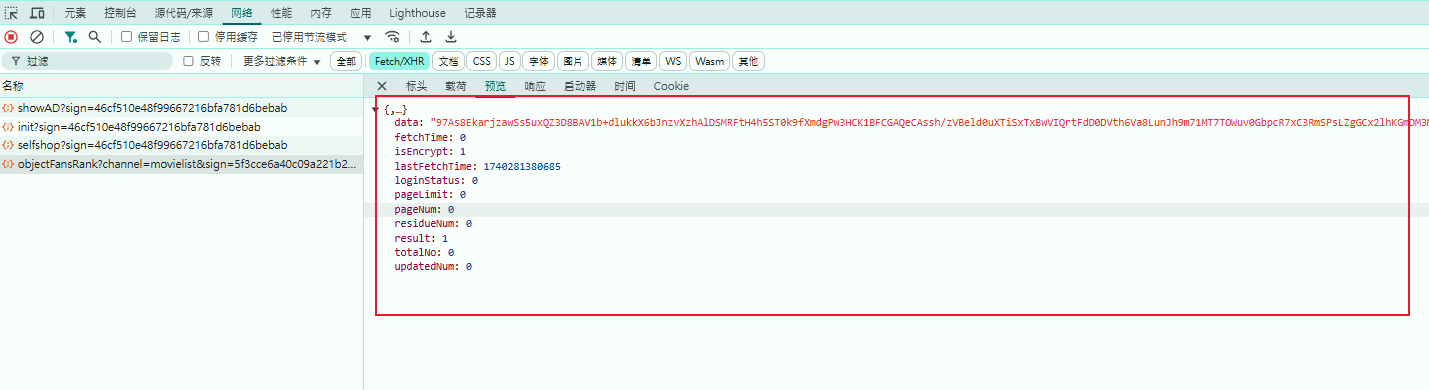 元素 控制台 源代码/来源 网络 性能 内存 应用 Lighthouse 记录器
保留日志 停用缓存 已停用节流模式
过滤 反转 更多过滤条件 全部 Fetch/XHR 文档 CSS JS 字体 图片 媒体 清单 WS Wasm 其他
名称 标头 载荷 预览 响应 启动器 时间 Cookie
showAD?sign=46cf510e48f99667216bfa781d6bebab
init?sign=46cf510e48f99667216bfa781d6bebab
selfshop?sign=46cf510e48f99667216bfa781d6bebab
objectFansRank?channel=movielist&sign=5f3cce6a40c09a221b2...
{,…}
data: "97As8EkarjzawSs5uxQZ3D8BAV1b+dlukkX6bJnzvXzhAlDSMRFtH4h5ST0k9fXmdgPw3HCK1BFCGAQeCAssh/zVBeld0uXTiSxTxBwVIQrtFdD0DVth6Va8LunJh9m71MT7TOWuv0GbpcR7xC3RmSPsLZgGCx2lhKGmDM3M
fetchTime: 0
isEncrypt: 1
lastFetchTime: 1740281380685
loginStatus: 0
pageLimit: 0
pageNum: 0
residueNum: 0
result: 1
totalNo: 0
updatedNum: 0